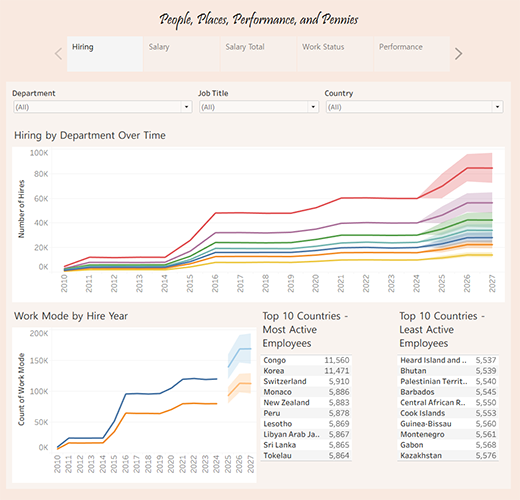 People, Places, Performance, and Pennies
Hiring
Salary
Salary Total
Work Status
Performance
Department
Job Title
Country
(All)
(All)
(All)
Hiring by Department Over Time
Number of Hires
100K
80K
60K
40K
20K
0K
2010 2011 2012 2013 2014 2015 2016 2017 2018 2019 2020 2021 2022 2023 2024 2025 2026 2027
Work Mode by Hire Year
Count of Work Mode
200K
150K
100K
50K
0K
2010 2011 2012 2013 2014 2015 2016 2017 2018 2019 2020 2021 2022 2023 2024 2025 2026 2027
Top 10 Countries -
Most Active
Employees
Congo 11,560
Korea 11,471
Switzerland 5,910
Monaco 5,886
New Zealand 5,883
Peru 5,878
Lesotho 5,869
Libyan Arab Ja.. 5,867
Sri Lanka 5,865
Tokelau 5,864
Top 10 Countries -
Least Active
Employees
Heard Island and .. 5,537
Bhutan 5,539
Palestinian Territ.. 5,540
Barbados 5,545
Central African R.. 5,550
Cook Islands 5,553
Guinea-Bissau 5,560
Montenegro 5,561
Gabon 5,568
Kazakhstan 5,576